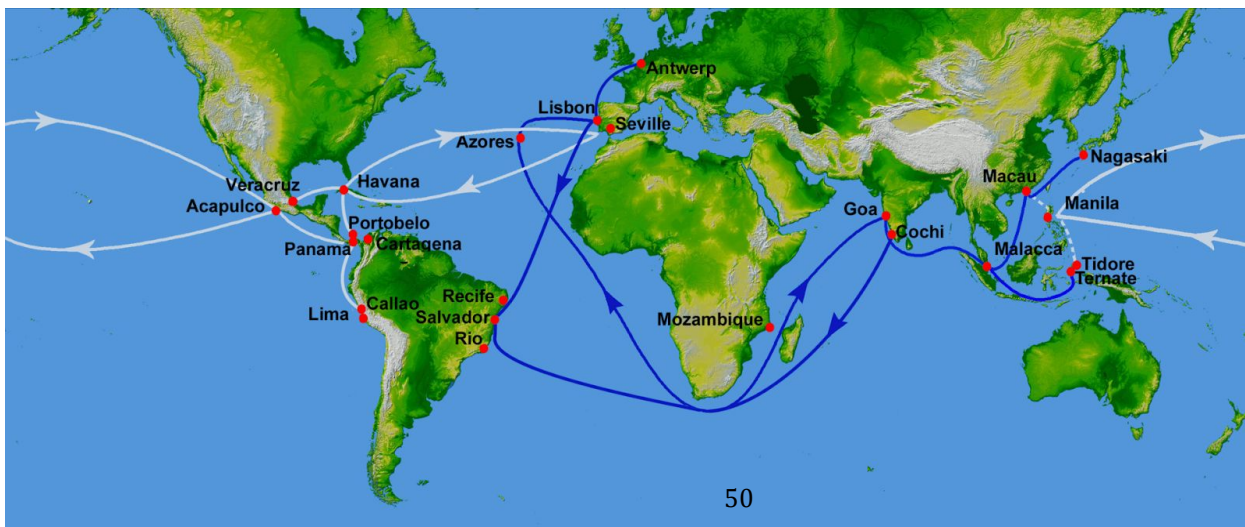 Antwerp
Lisbon
Seville
Azores
Nagasaki
Macau
Veracruz
Havana
Manila
Acapulco
Goa
Portobelo
Cochi
Panama
Cartagena
Malacca
Tidore
Ternate
Recife
Callao
Lima
Salvador
Mozambique
Rio
50